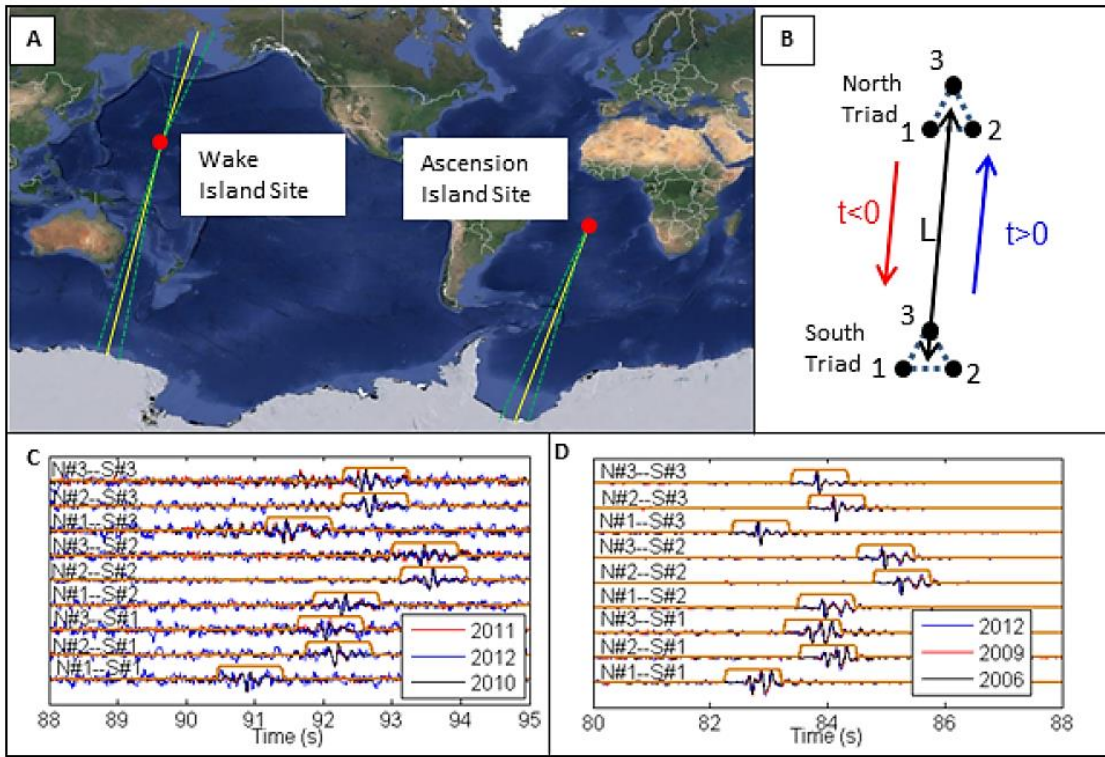 A
Wake
Island Site
Ascension
Island Site
B
3
North
Triad
1
2
t<0
L
t>0
3
South
Triad
1
2
C
N#3--S#3
N#2--S#3
N#1--S#3
N#3--S#2
N#2--S#2
N#1--S#2
N#3--S#1
N#2--S#1
N#1--S#1
2011
2012
2010
88 89 90 91 92 93 94 95
Time (s)
D
N#3--S#3
N#2--S#3
N#1--S#3
N#3--S#2
N#2--S#2
N#1--S#2
N#3--S#1
N#2--S#1
N#1--S#1
2012
2009
2006
80 82 84 86 88
Time (s)